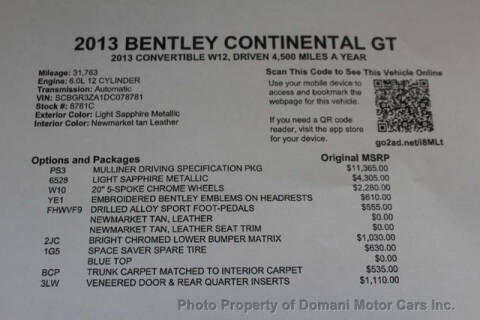 2013 BENTLEY CONTINENTAL GT
2013 CONVERTIBLE W12, DRIVEN 4,500 MILES A YEAR
Mileage: 31,763
Engine: 6.0L 12 CYLINDER
Transmission: Automatic
VIN: SCBGR3ZA1DC078781
Stock #: 8781C
Exterior Color: Light Sapphire Metallic
Interior Color: Newmarket tan Leather
Scan This Code to See This Vehicle Online
Use your mobile device to access and bookmark the webpage for this vehicle.
If you need a QR code reader, visit the app store for your device.
go2ad.net/i8MLt
Options and Packages Original MSRP
PS3 MULLINER DRIVING SPECIFICATION PKG $11,365.00
6528 LIGHT SAPPHIRE METALLIC $4,305.00
W10 20" 5-SPOKE CHROME WHEELS $2,280.00
YE1 EMBROIDERED BENTLEY EMBLEMS ON HEADRESTS $610.00
FHWVF9 DRILLED ALLOY SPORT FOOT-PEDALS $555.00
NEWMARKET TAN, LEATHER $0.00
NEWMARKET TAN, LEATHER SEAT TRIM $0.00
2JC BRIGHT CHROMED LOWER BUMPER MATRIX $1,030.00
1G5 SPACE SAVER SPARE TIRE $630.00
BLUE TOP $0.00
BCP TRUNK CARPET MATCHED TO INTERIOR CARPET $535.00
3LW VENEERED DOOR & REAR QUARTER INSERTS $1,110.00
Photo Property of Domani Motor Cars Inc.